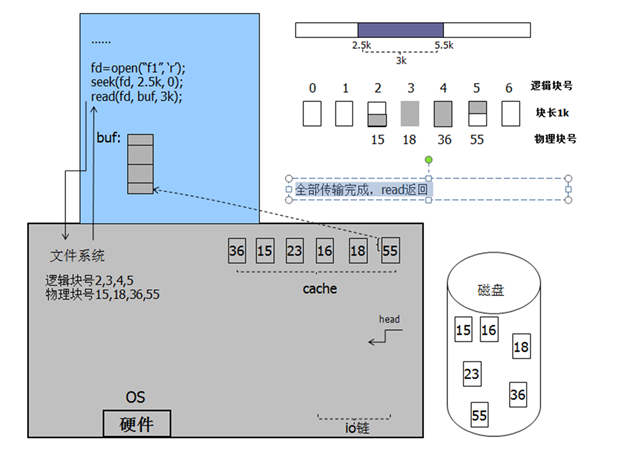 ......
fd=open("f1", 'r');
seek(fd, 2.5k, 0);
read(fd, buf, 3k);
buf:
2.5k 5.5k
3k
0 1 2 3 4 5 6 逻辑块号
块长1k
15 18 36 55 物理块号
全部传输完成，read返回
文件系统
逻辑块号2,3,4,5
物理块号15,18,36,55
36 15 23 16 18 55
cache
head
OS
硬件
io链
磁盘
15 16
18
23
36
55